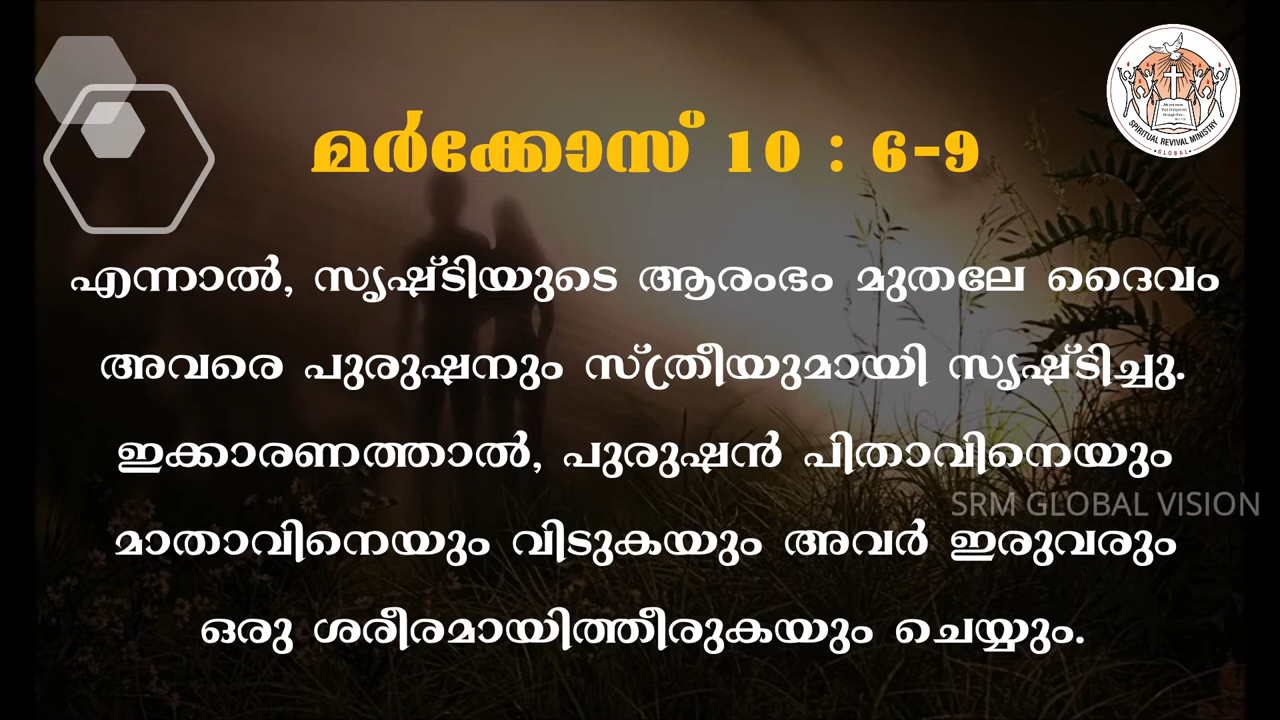 മർക്കോസ് 10 : 6-9
എന്നാൽ, സൃഷ്ടിയുടെ ആരംഭം മുതലേ ദൈവം
അവരെ പുരുഷനും സ്ത്രീയുമായി സൃഷ്ടിച്ചു.
ഇക്കാരണത്താൽ, പുരുഷൻ പിതാവിനെയും
SRM GLOBAL VISION
മാതാവിനെയും വിടുകയും അവർ ഇരുവരും
ഒരു ശരീരമായിത്തീരുകയും ചെയ്യും.
SPIRITUAL REVIVAL MINISTRY
GLOBAL